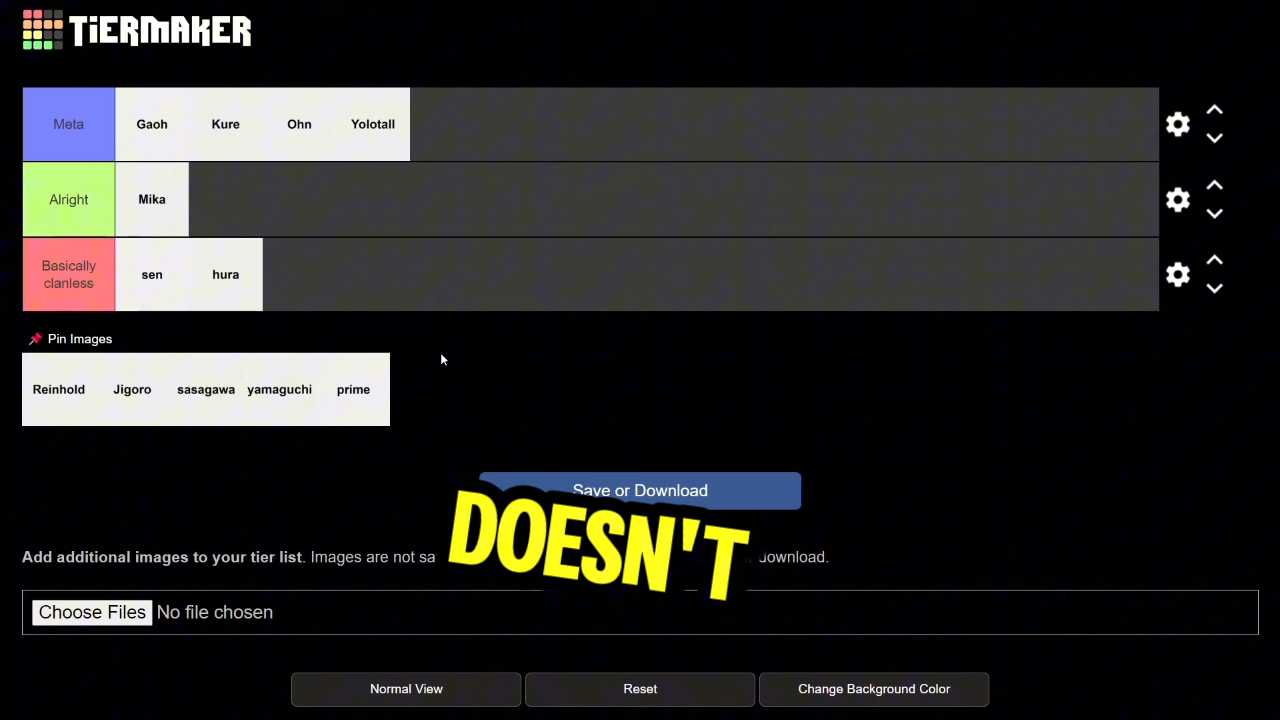 TiERMAKER
Meta
Gaoh
Kure
Ohn
Yolotall
Alright
Mika
Basically
clanless
sen
hura
Pin Images
Reinhold
Jigoro
sasagawa
yamaguchi
prime
Save or Download
DOESN'T
Add additional images to your tier list. Images are not sa
download.
Choose Files No file chosen
Normal View
Reset
Change Background Color